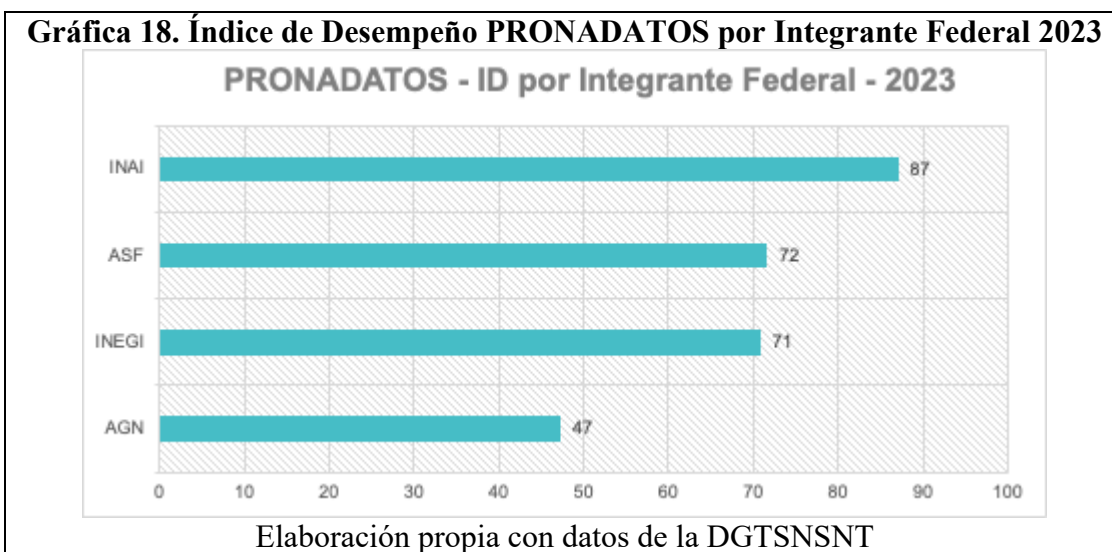 Gráfica 18. Índice de Desempeño PRONADATOS por Integrante Federal 2023
PRONADATOS - ID por Integrante Federal - 2023
INAI 87
ASF 72
INEGI 71
AGN 47
0 10 20 30 40 50 60 70 80 90 100
Elaboración propia con datos de la DGTSNSNT